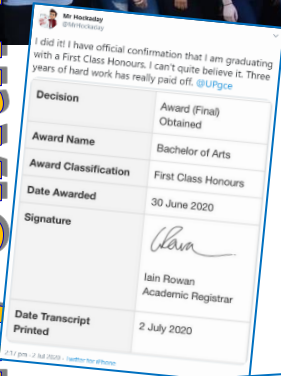 Mr Hockaday
@MrHockaday
I did it! I have official confirmation that I am graduating
with a First Class Honours. I can't quite believe it. Three
years of hard work has really paid off. @UPgce
Decision
Award (Final)
Obtained
Award Name
Bachelor of Arts
Award Classification
First Class Honours
Date Awarded
30 June 2020
Signature
Iain Rowan
Academic Registrar
Date Transcript
Printed
2 July 2020
2:17 pm · 2 Jul 2020 · Twitter for iPhone